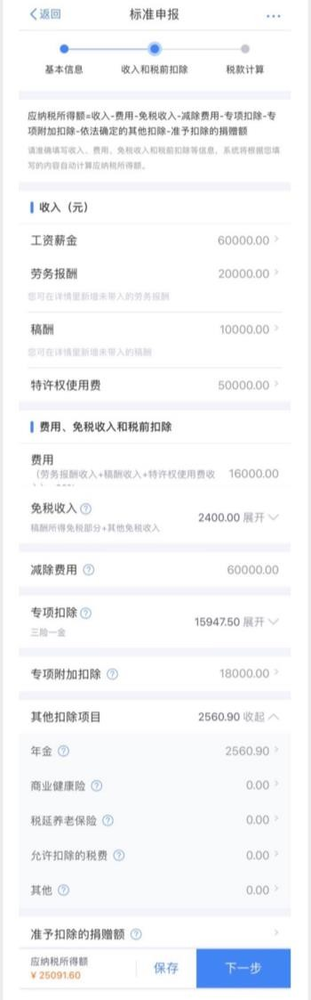 返回
标准申报
...
基本信息
收入和税前扣除
税款计算
应纳税所得额=收入-费用-免税收入-减除费用-专项扣除-专
项附加扣除-依法确定的其他扣除-准予扣除的捐赠额
请准确填写收入、费用、免税收入和税前扣除等信息，系统将根据您填
写的内容自动计算应纳税所得额。
收入（元）
工资薪金 60000.00
劳务报酬 20000.00
您可在详情里新增未带入的劳务报酬
稿酬 10000.00
您可在详情里新增未带入的稿酬
特许权使用费 50000.00
费用、免税收入和税前扣除
费用
（劳务报酬收入+稿酬收入+特许权使用费收 16000.00
免税收入 ?
2400.00 展开
稿酬所得免税部分+其他免税收入
减除费用 ? 60000.00
专项扣除 ?
15947.50 展开
三险一金
专项附加扣除 ? 18000.00
其他扣除项目 2560.90 收起
年金 ? 2560.90
商业健康险 ? 0.00
税延养老保险 ? 0.00
允许扣除的税费 ? 0.00
其他 ? 0.00
准予扣除的捐赠额 ?
应纳税所得额
¥ 25091.60
保存
下一步